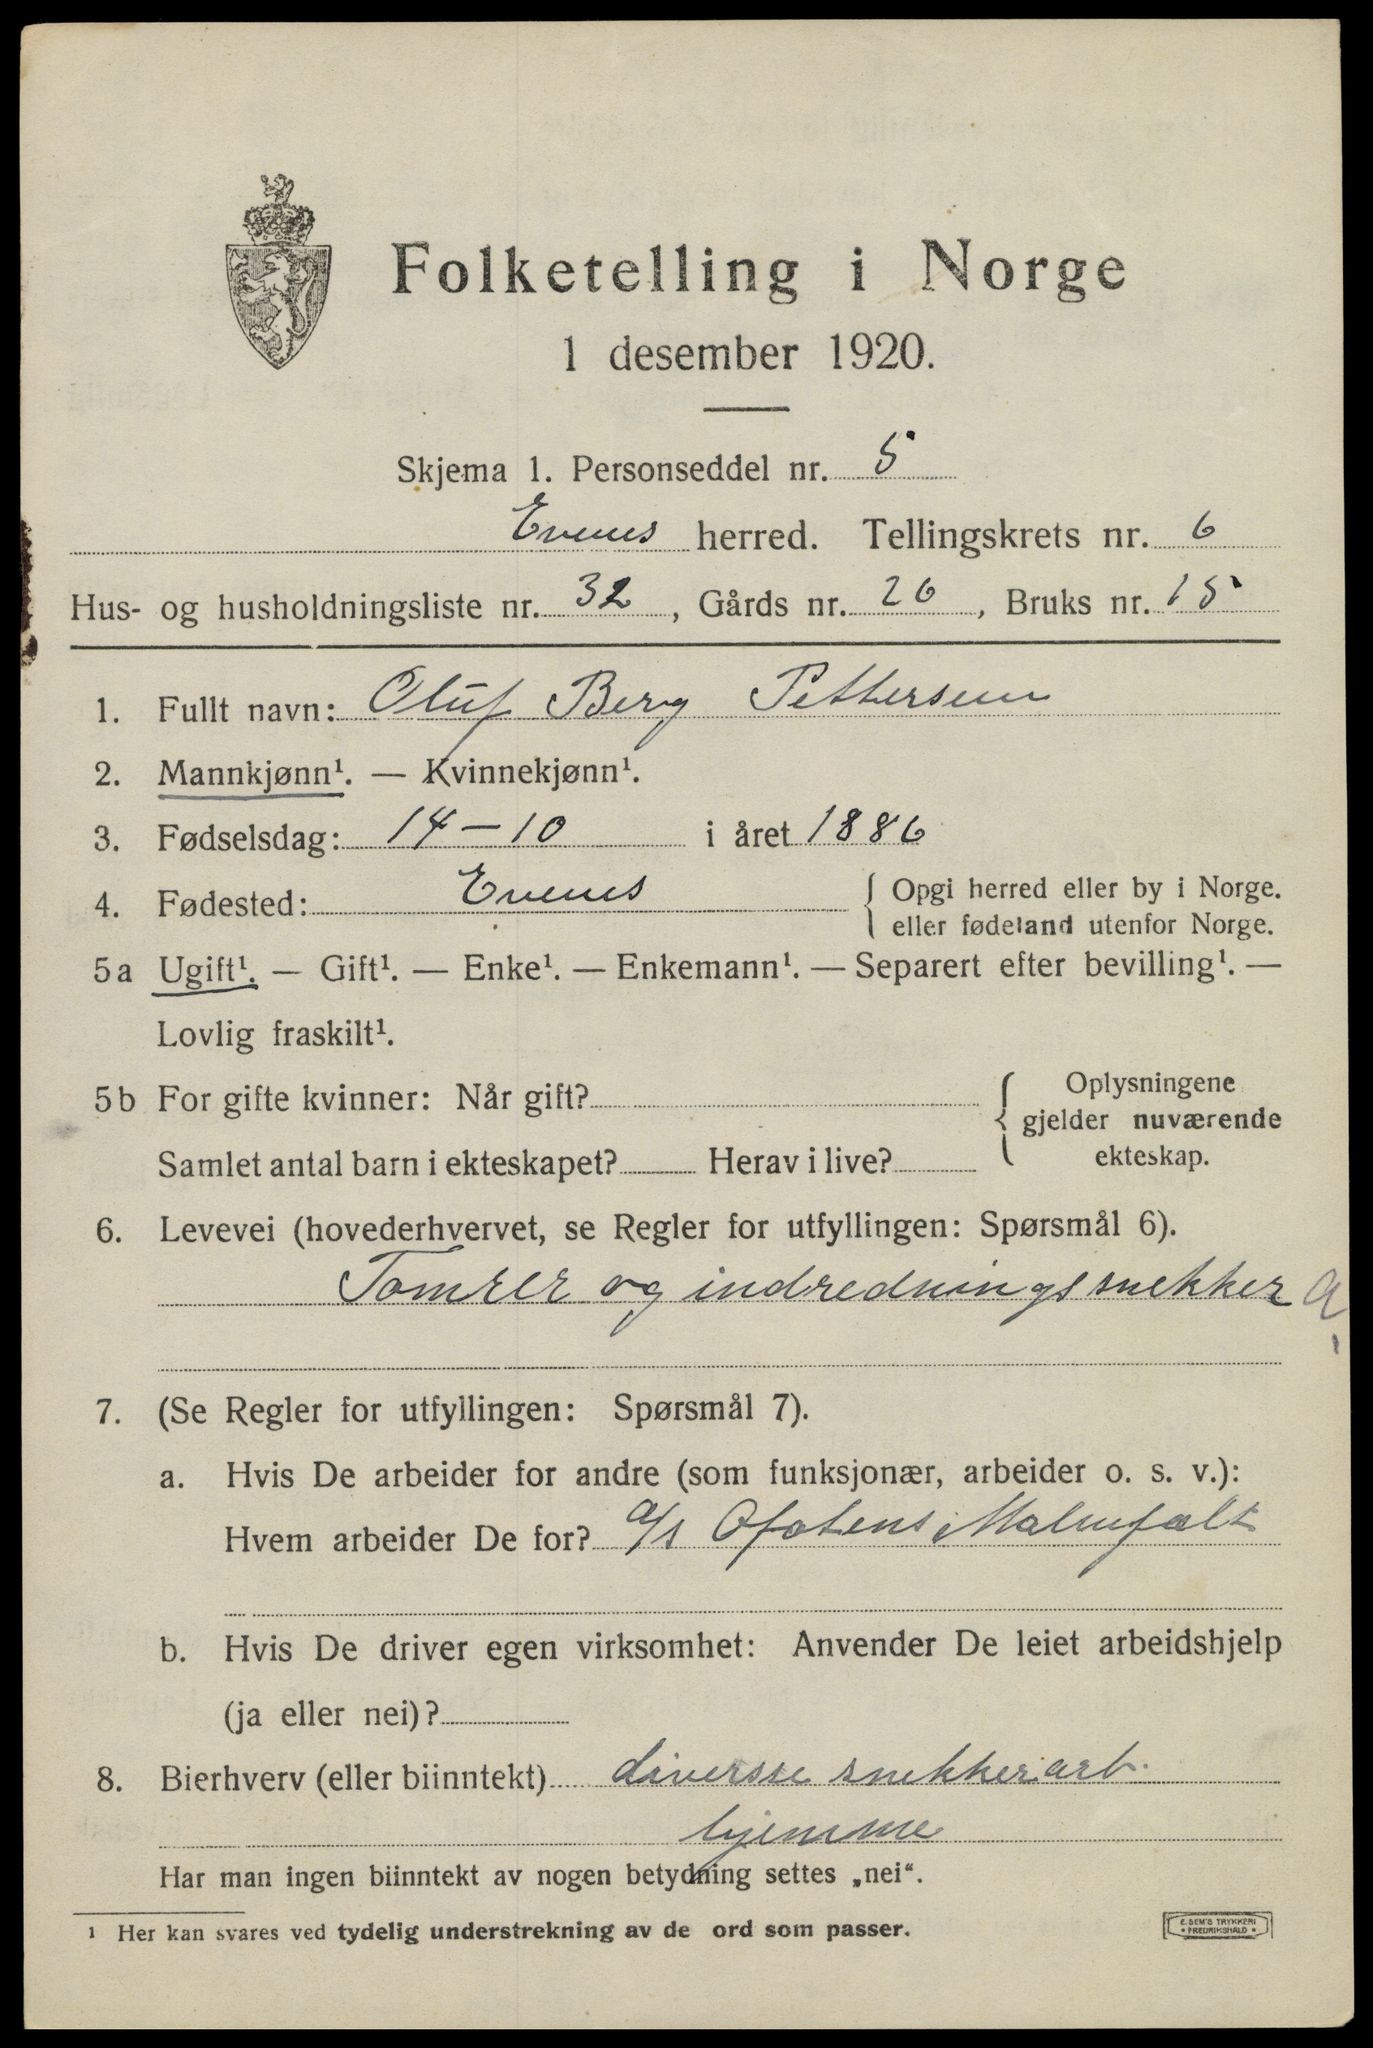 Folketelling i Norge
1 desember 1920.
Skjema 1. Personseddel nr. 5
Evenes herred. Tellingskrets nr. 6
Hus- og husholdningsliste nr. 32, Gårds nr. 26, Bruks nr. 15
1. Fullt navn: Oluf Berg Pettersen
2. Mannkjønn¹. — Kvinnekjønn¹.
3. Fødselsdag: 14-10 i året 1886
4. Fødested: Evenes { Opgi herred eller by i Norge.
eller fødeland utenfor Norge.
5a Ugift¹. — Gift¹. — Enke¹. — Enkemann¹. — Separert efter bevilling¹. —
Lovlig fraskilt¹.
5b For gifte kvinner: Når gift? { Oplysningene
gjelder nuværende
Samlet antal barn i ekteskapet? Herav i live? ekteskap.
6. Levevei (hovederhvervet, se Regler for utfyllingen: Spørsmål 6).
Tomrer og indredningssnekker a
7. (Se Regler for utfyllingen: Spørsmål 7).
a. Hvis De arbeider for andre (som funksjonær, arbeider o. s. v.):
Hvem arbeider De for? a/s Ofotens Malmfalt
b. Hvis De driver egen virksomhet: Anvender De leiet arbeidshjelp
(ja eller nei)?
8. Bierhverv (eller biinntekt) diversse snekkerarb.
hjemme
Har man ingen biinntekt av nogen betydning settes „nei“.
¹ Her kan svares ved tydelig understrekning av de ord som passer.
E. SEM'S TRYKKERI
• FREDRIKSHALD •